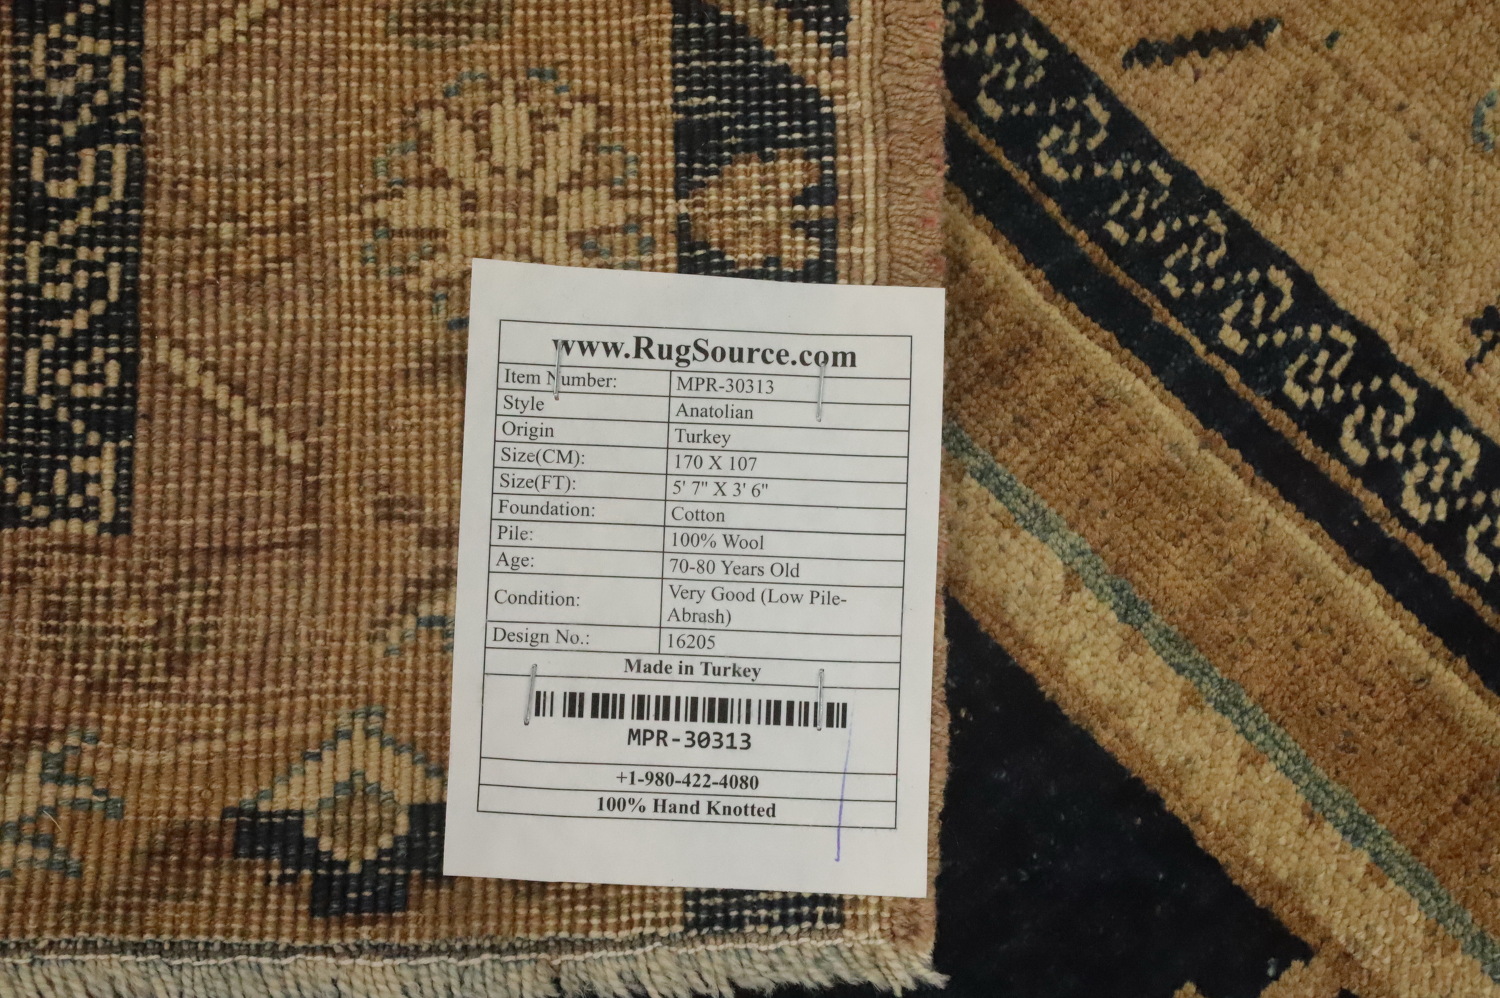 www.RugSource.com
Item Number: MPR-30313
Style Anatolian
Origin Turkey
Size(CM): 170 X 107
Size(FT): 5' 7" X 3' 6"
Foundation: Cotton
Pile: 100% Wool
Age: 70-80 Years Old
Condition: Very Good (Low Pile-
Abrash)
Design No.: 16205
Made in Turkey
MPR-30313
+1-980-422-4080
100% Hand Knotted